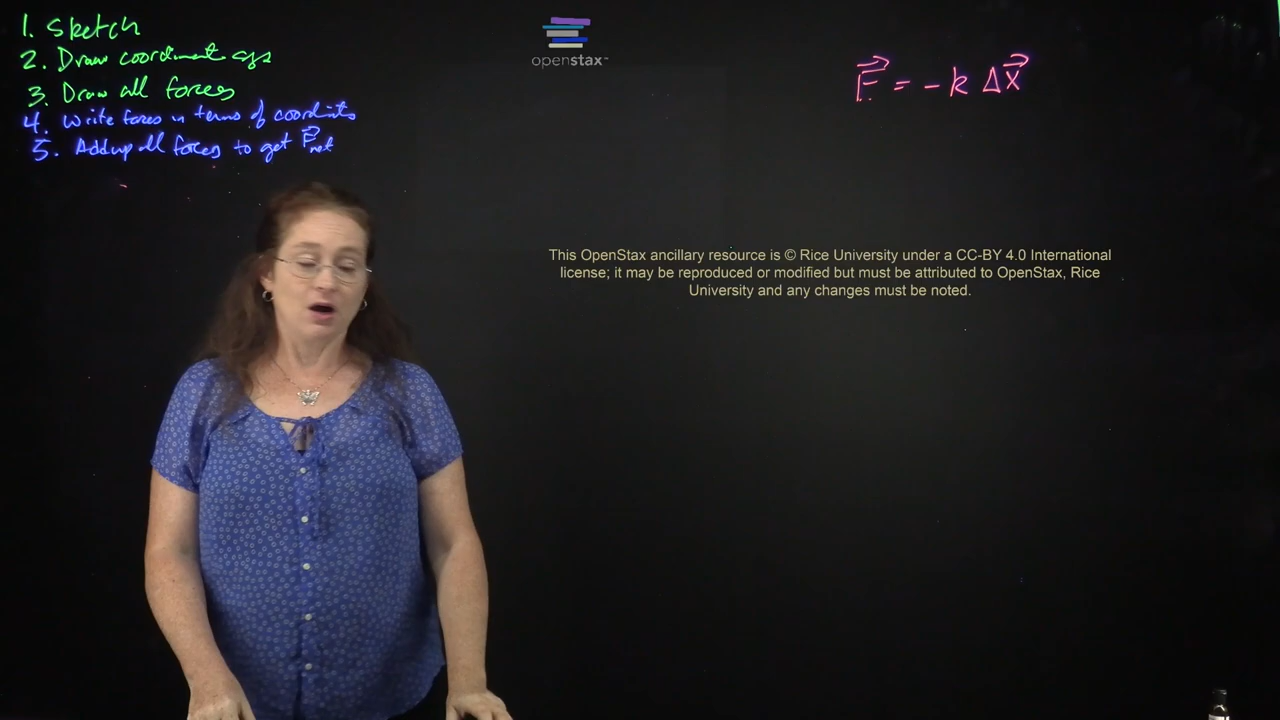 1. Sketch
2. Draw coordinate sys
3. Draw all forces
4. Write forces in terms of coordinates
5. Add up all forces to get F⃗net
openstax™
F⃗ = -k Δx⃗
This OpenStax ancillary resource is © Rice University under a CC-BY 4.0 International
license; it may be reproduced or modified but must be attributed to OpenStax, Rice
University and any changes must be noted.